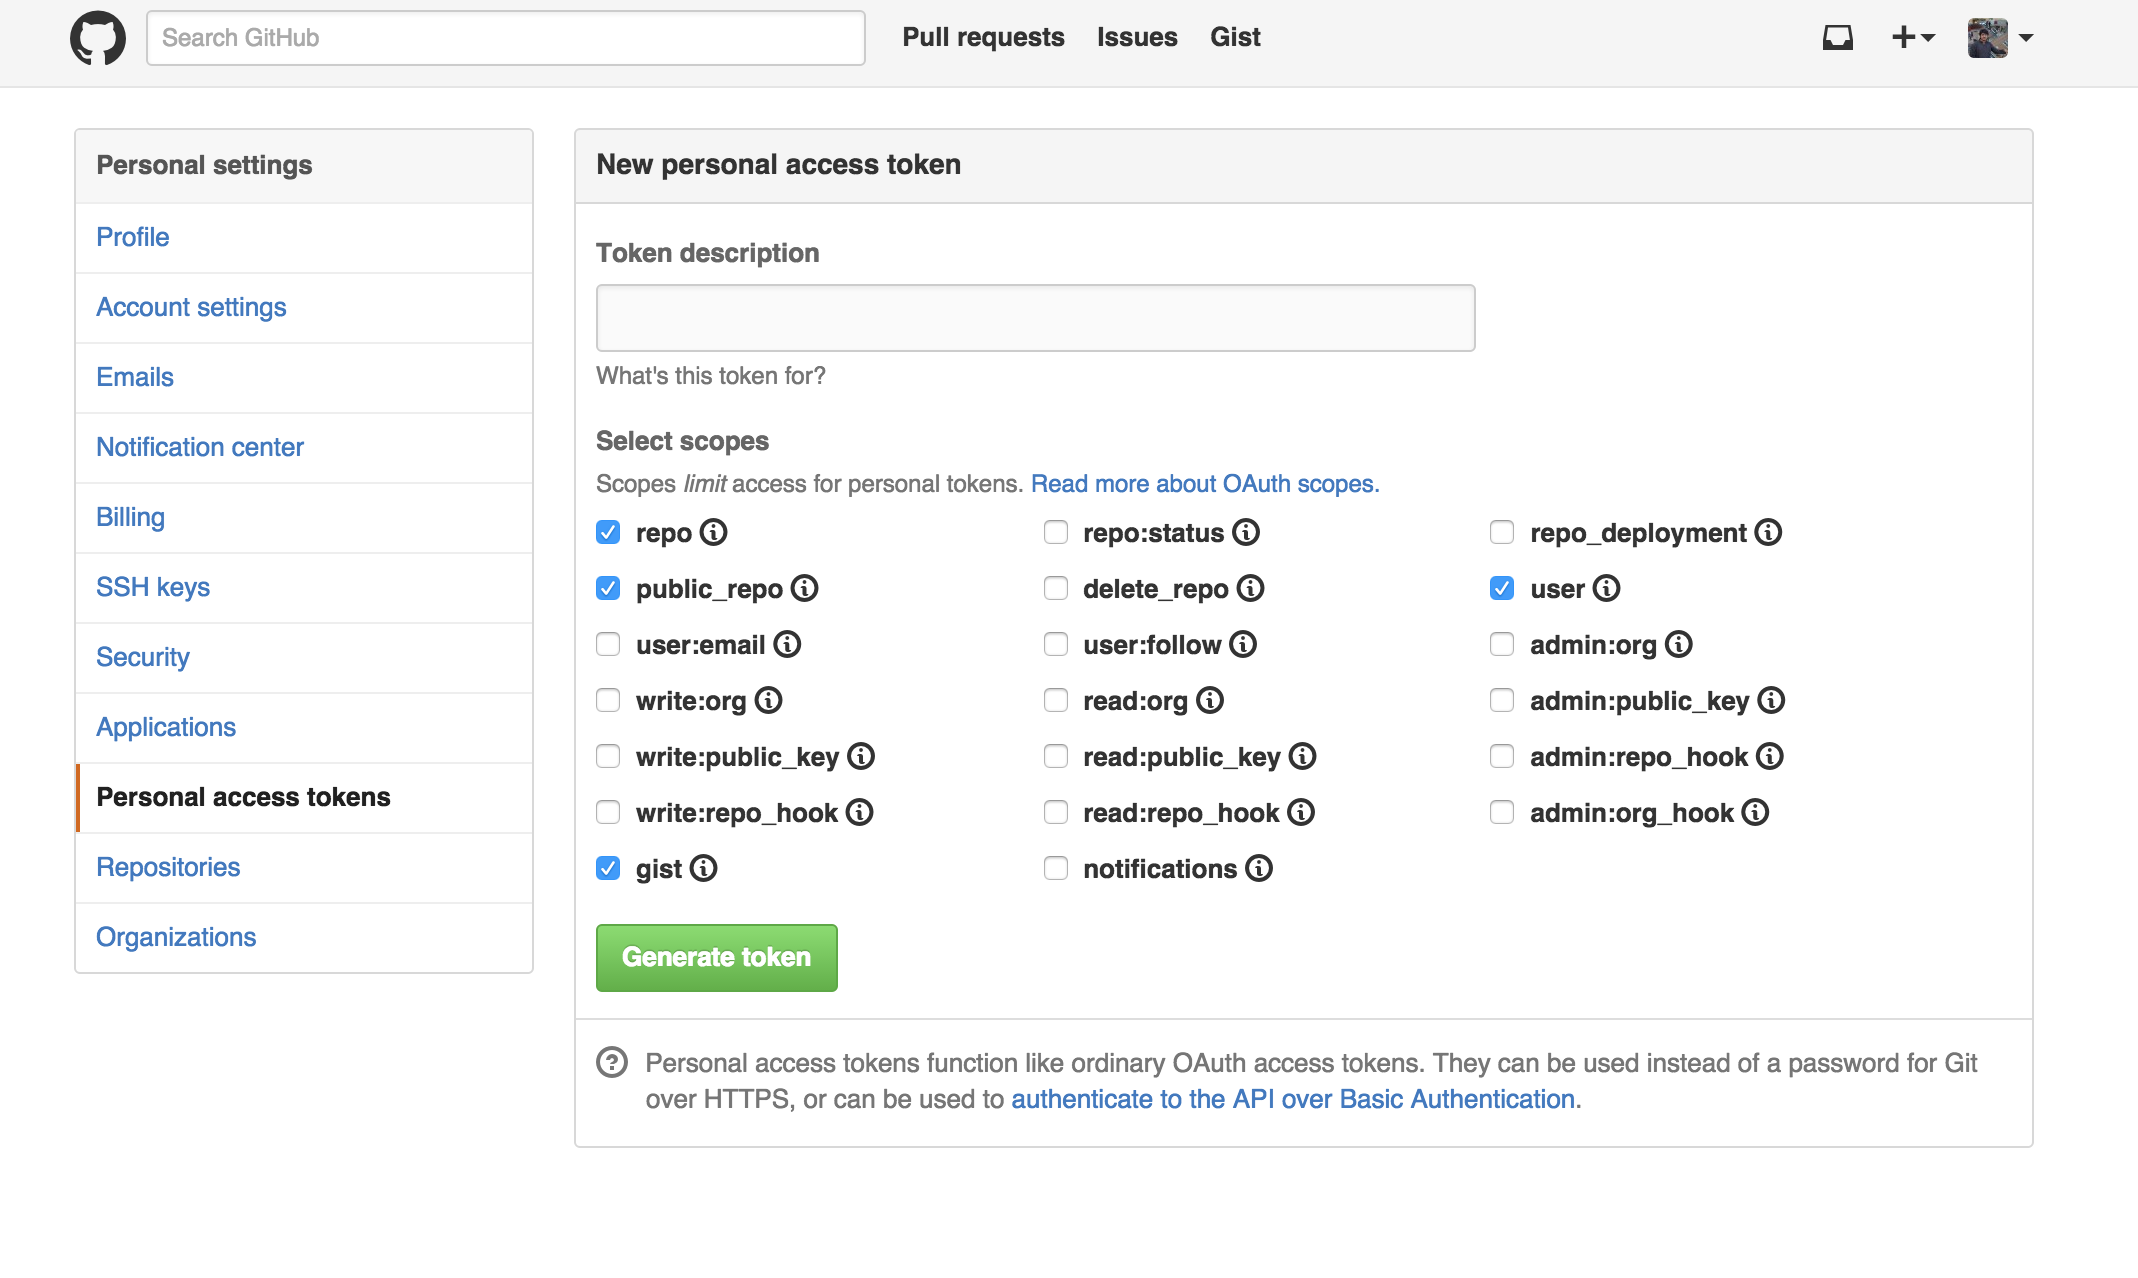 Search GitHub
Pull requests
Issues
Gist
Personal settings
Profile
Account settings
Emails
Notification center
Billing
SSH keys
Security
Applications
Personal access tokens
Repositories
Organizations
New personal access token
Token description
What's this token for?
Select scopes
Scopes limit access for personal tokens. Read more about OAuth scopes.
repo
repo:status
repo_deployment
public_repo
delete_repo
user
user:email
user:follow
admin:org
write:org
read:org
admin:public_key
write:public_key
read:public_key
admin:repo_hook
write:repo_hook
read:repo_hook
admin:org_hook
gist
notifications
Generate token
Personal access tokens function like ordinary OAuth access tokens. They can be used instead of a password for Git
over HTTPS, or can be used to authenticate to the API over Basic Authentication.